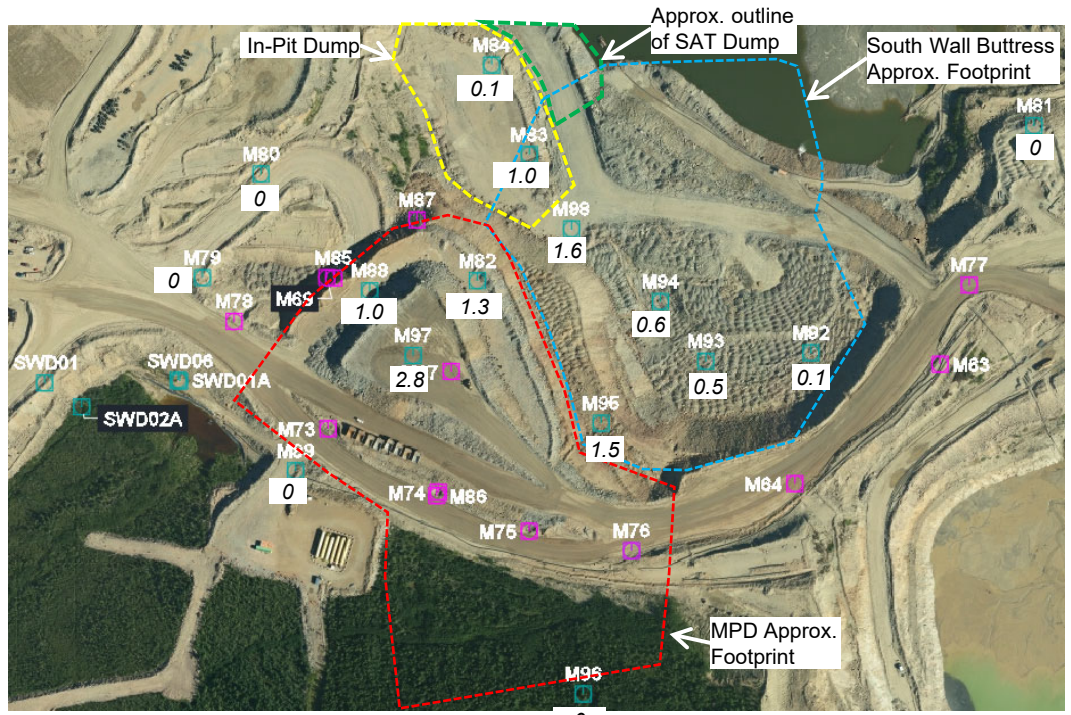 Approx. outline
of SAT Dump
In-Pit Dump
South Wall Buttress
Approx. Footprint
M84
0.1
M81
0
M83
1.0
M80
0
M87
M98
1.6
M79
0
M85
M88
1.0
M69
M82
1.3
M77
M94
0.6
M78
M97
2.8
7
M93
0.5
M92
0.1
M63
SWD01
SWD06
SWD01A
SWD02A
M95
1.5
M73
M89
0
M74
M86
M64
M75
M76
MPD Approx.
Footprint
M96